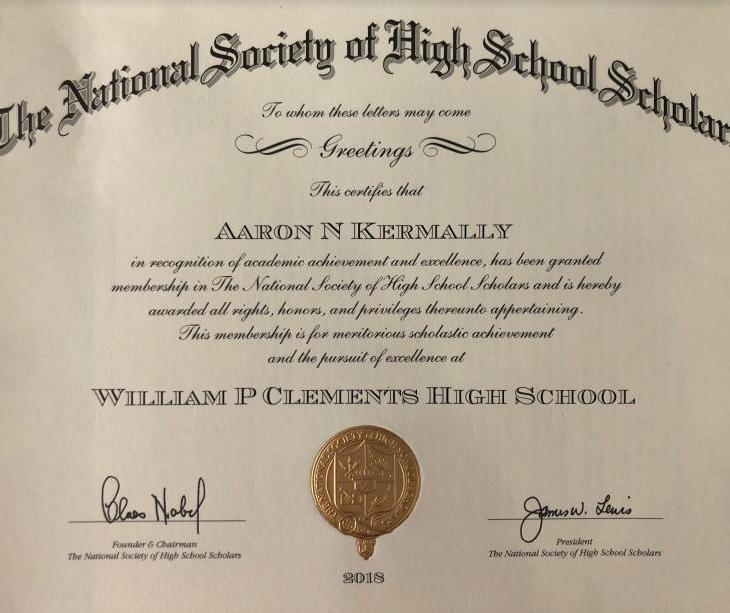 The National Society of High School Scholars
To whom these letters may come
Greetings
This certifies that
AARON N KERMALLY
in recognition of academic achievement and excellence, has been granted
membership in The National Society of High School Scholars and is hereby
awarded all rights, honors, and privileges thereunto appertaining.
This membership is for meritorious scholastic achievement
and the pursuit of excellence at
WILLIAM P CLEMENTS HIGH SCHOOL
Claes Nobel
Founder & Chairman
The National Society of High School Scholars
James W. Lewis
President
The National Society of High School Scholars
2018